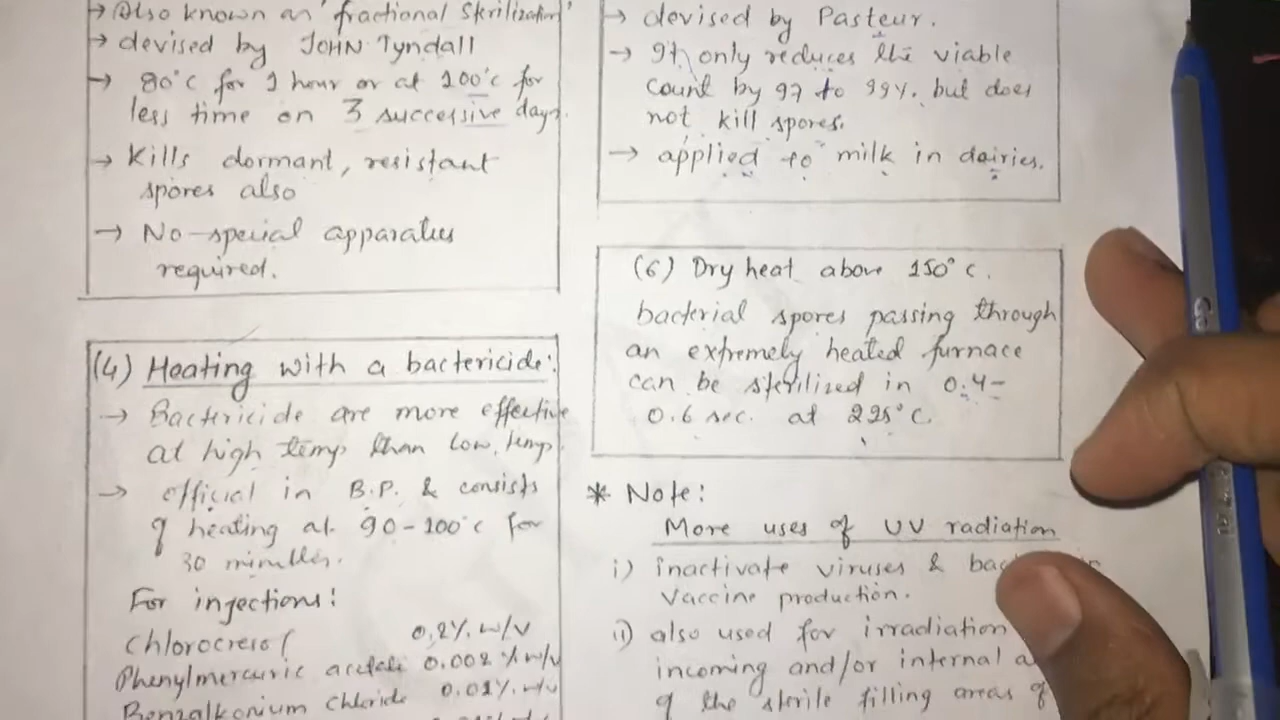 → Also known as 'fractional Sterilization'
→ devised by JOHN Tyndall
→ 80°C for 1 hour or at 100°C for
less time on 3 successive days.
→ Kills dormant, resistant
spores also
→ No-special apparatus
required.
(4) Heating with a bactericide:
→ Bactericide are more effective
at high temp than low temp.
→ official in B.P. & consists
of heating at 90-100°C for
30 minutes.
For injections:
Chlorocresol 0.2% w/v
Phenylmercuric acetate 0.002 % w/v
Benzalkonium chloride 0.01% w/v
→ devised by Pasteur.
→ It only reduces the viable
count by 97 to 99%. but does
not kill spores.
→ applied to milk in dairies.
(6) Dry heat above 150°C.
bacterial spores passing through
an extremely heated furnace
can be sterilized in 0.4-
0.6 sec. at 225°C.
* Note:
More uses of UV radiation
i) inactivate viruses &
vaccine production.
ii) also used for irradiation
incoming and/or internal
of the sterile filling areas of